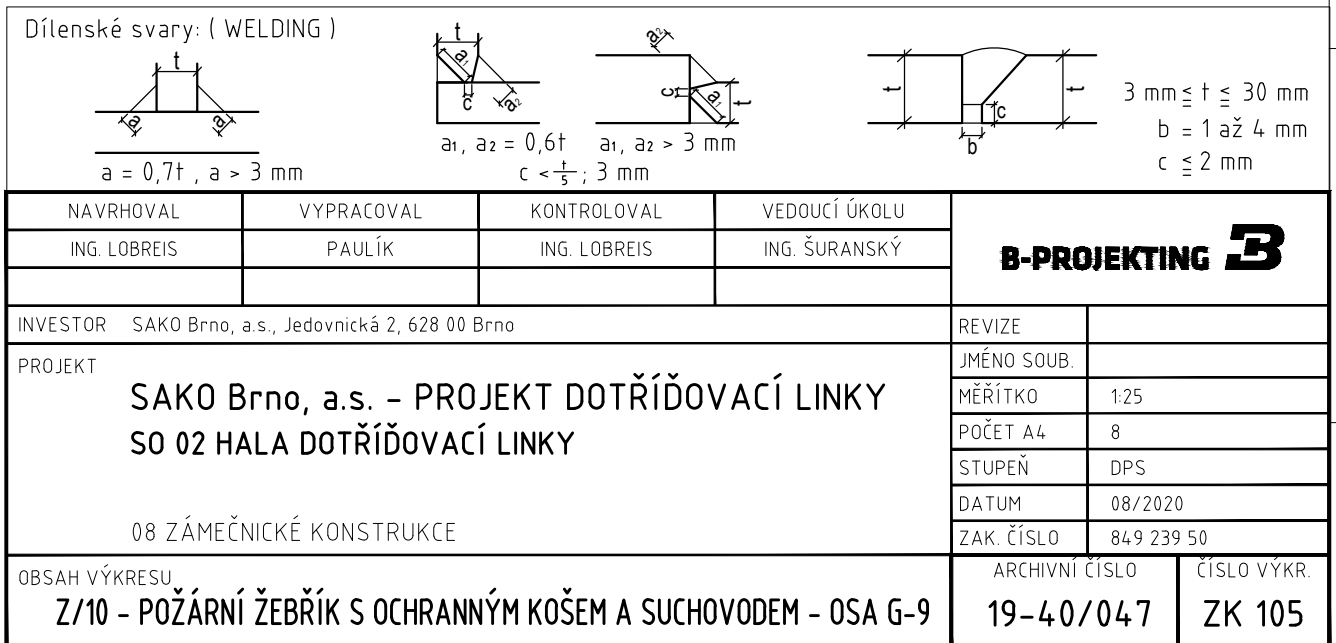 Dílenské svary: ( WELDING )
t
a a
a = 0,7t , a > 3 mm
t
a₁
c a₂
a₁, a₂ = 0,6t
a₂
c a₁ t
a₁, a₂ > 3 mm
c < t/5 ; 3 mm
t t
c
b
3 mm ≦ t ≦ 30 mm
b = 1 až 4 mm
c ≦ 2 mm
NAVRHOVAL VYPRACOVAL KONTROLOVAL VEDOUCÍ ÚKOLU
ING. LOBREIS PAULÍK ING. LOBREIS ING. ŠURANSKÝ
B-PROJEKTING B
INVESTOR SAKO Brno, a.s., Jedovnická 2, 628 00 Brno
PROJEKT
SAKO Brno, a.s. – PROJEKT DOTŘÍĎOVACÍ LINKY
SO 02 HALA DOTŘÍĎOVACÍ LINKY
08 ZÁMEČNICKÉ KONSTRUKCE
REVIZE
JMÉNO SOUB.
MĚŘÍTKO 1:25
POČET A4 8
STUPEŇ DPS
DATUM 08/2020
ZAK. ČÍSLO 849 239 50
OBSAH VÝKRESU
Z/10 – POŽÁRNÍ ŽEBŘÍK S OCHRANNÝM KOŠEM A SUCHOVODEM – OSA G-9
ARCHIVNÍ ČÍSLO
19-40/047
ČÍSLO VÝKR.
ZK 105